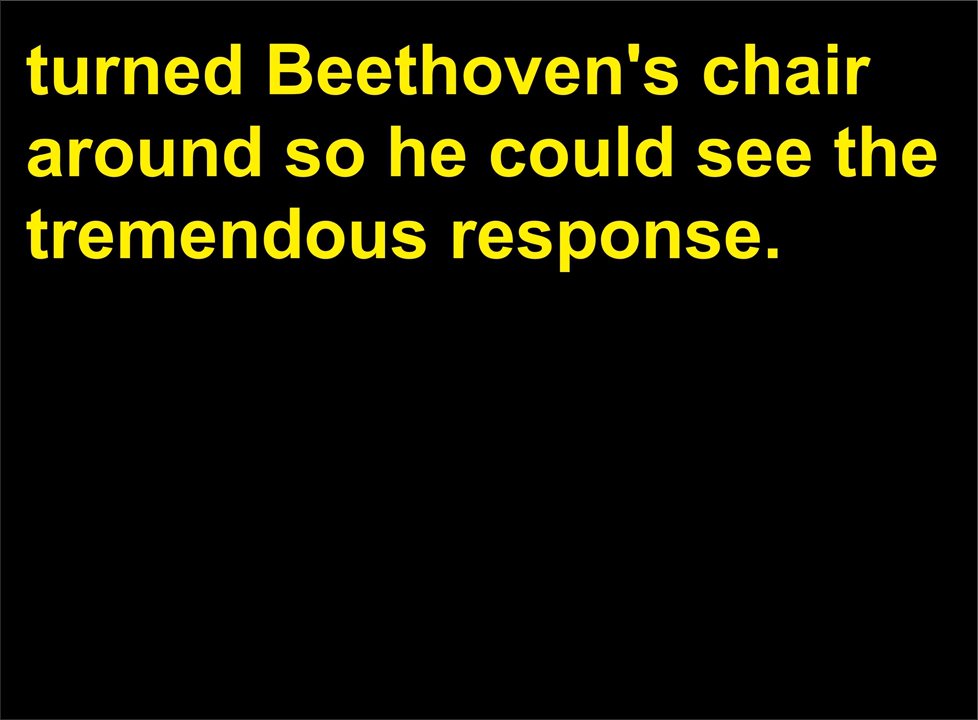 turned Beethoven's chair
around so he could see the
tremendous response.